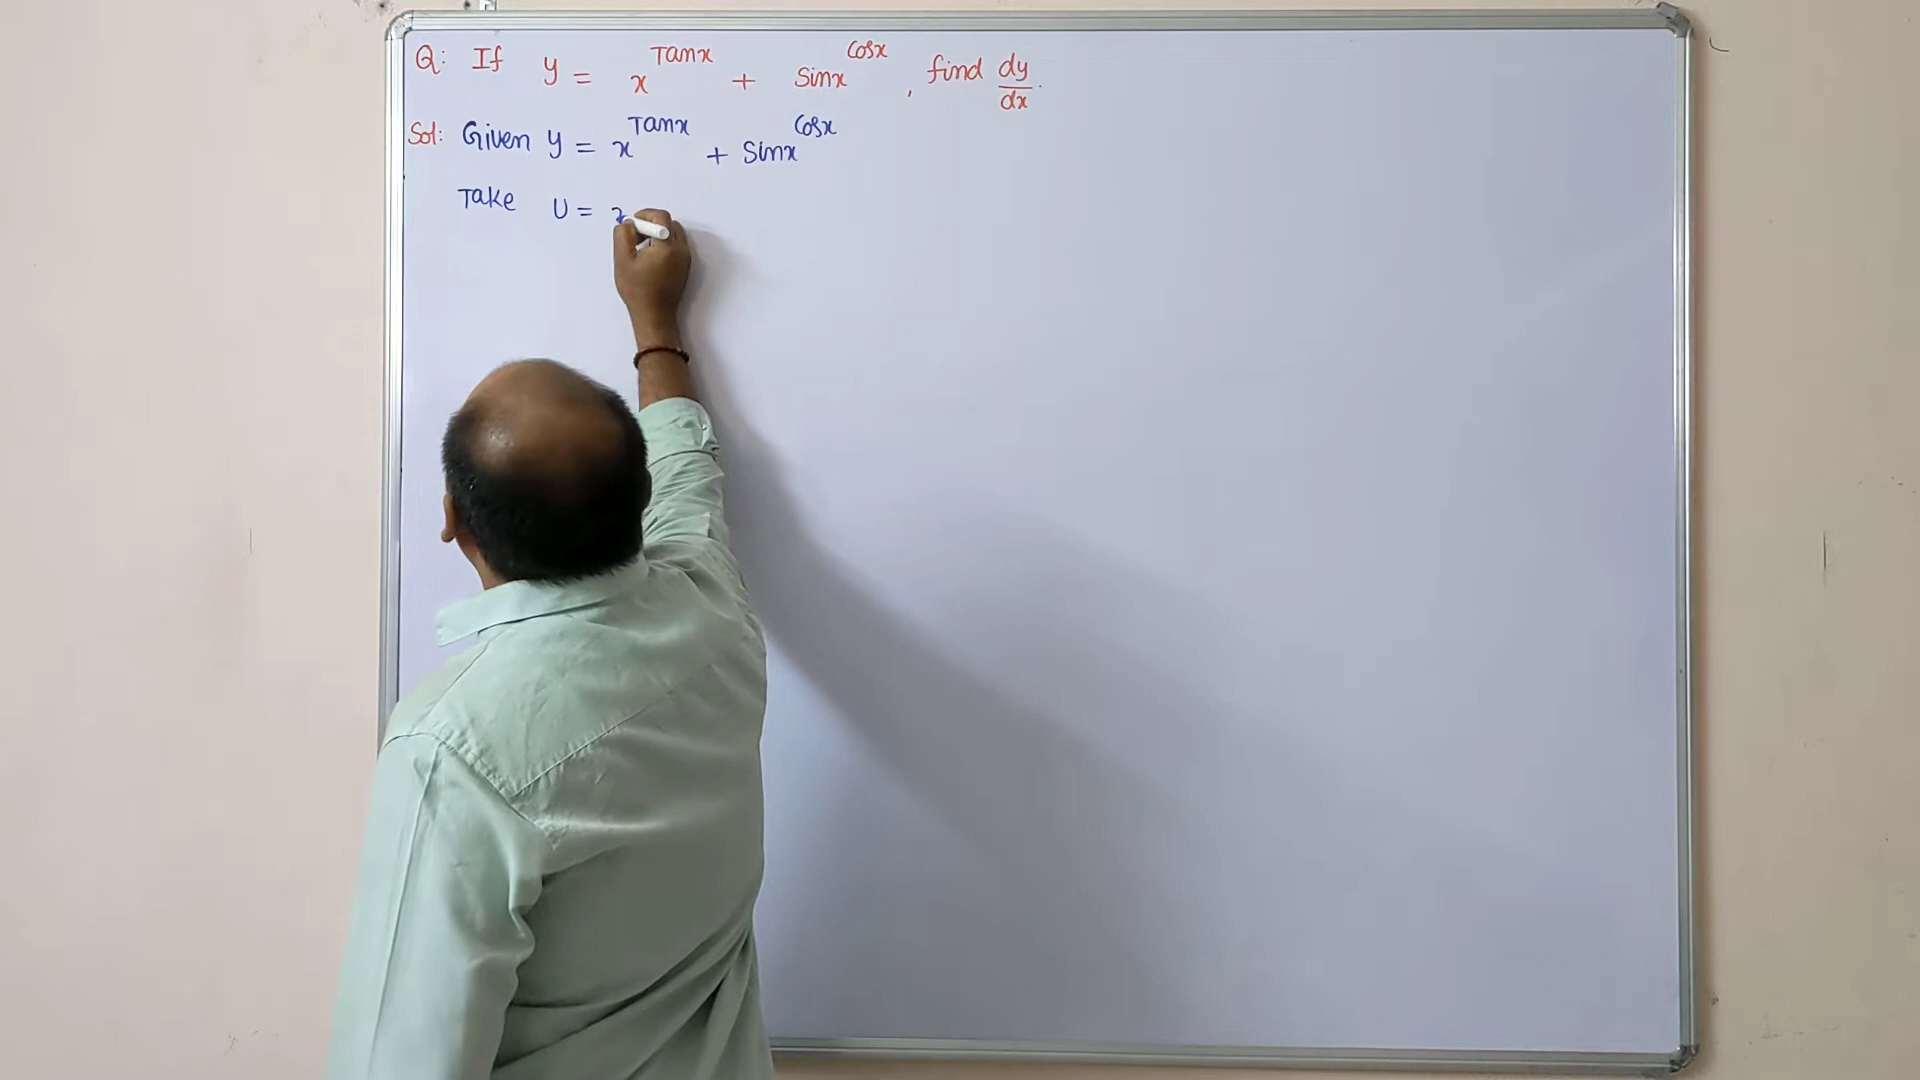 Q: If y = x^Tanx + Sinx^Cosx, find dy/dx.
Sol: Given y = x^Tanx + Sinx^Cosx
Take U = x